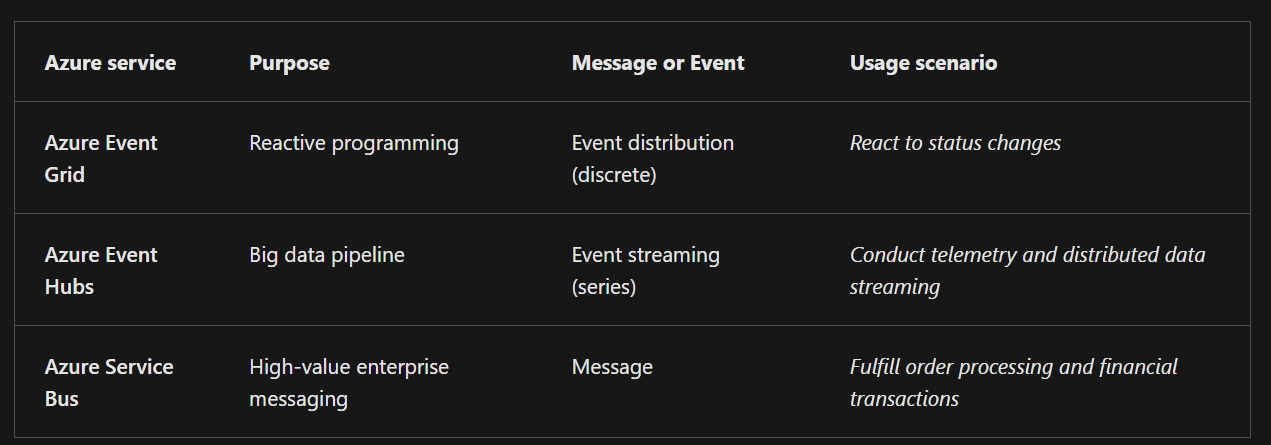 Azure service Purpose Message or Event Usage scenario
Azure Event Grid Reactive programming Event distribution (discrete) React to status changes
Azure Event Hubs Big data pipeline Event streaming (series) Conduct telemetry and distributed data streaming
Azure Service Bus High-value enterprise messaging Message Fulfill order processing and financial transactions